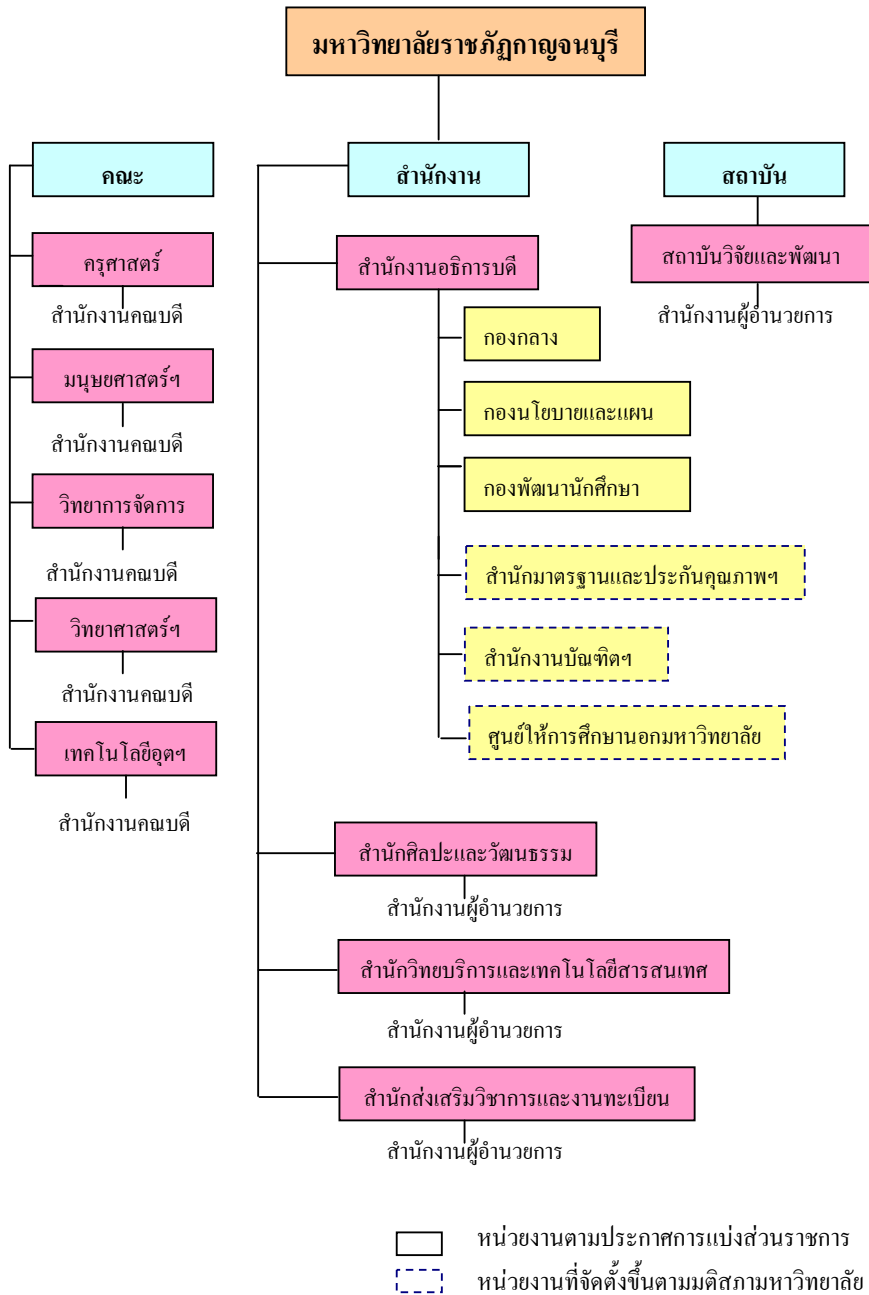 มหาวิทยาลัยราชภัฏกาญจนบุรี
คณะ
ครุศาสตร์
สำนักงานคณบดี
มนุษยศาสตร์ฯ
สำนักงานคณบดี
วิทยาการจัดการ
สำนักงานคณบดี
วิทยาศาสตร์ฯ
สำนักงานคณบดี
เทคโนโลยีอุตฯ
สำนักงานคณบดี
สำนักงาน
สำนักงานอธิการบดี
กองกลาง
กองนโยบายและแผน
กองพัฒนานักศึกษา
สำนักมาตรฐานและประกันคุณภาพฯ
สำนักงานบัณฑิตฯ
ศูนย์ให้การศึกษานอกมหาวิทยาลัย
สำนักศิลปะและวัฒนธรรม
สำนักงานผู้อำนวยการ
สำนักวิทยบริการและเทคโนโลยีสารสนเทศ
สำนักงานผู้อำนวยการ
สำนักส่งเสริมวิชาการและงานทะเบียน
สำนักงานผู้อำนวยการ
สถาบัน
สถาบันวิจัยและพัฒนา
สำนักงานผู้อำนวยการ
หน่วยงานตามประกาศการแบ่งส่วนราชการ
หน่วยงานที่จัดตั้งขึ้นตามมติสภามหาวิทยาลัย